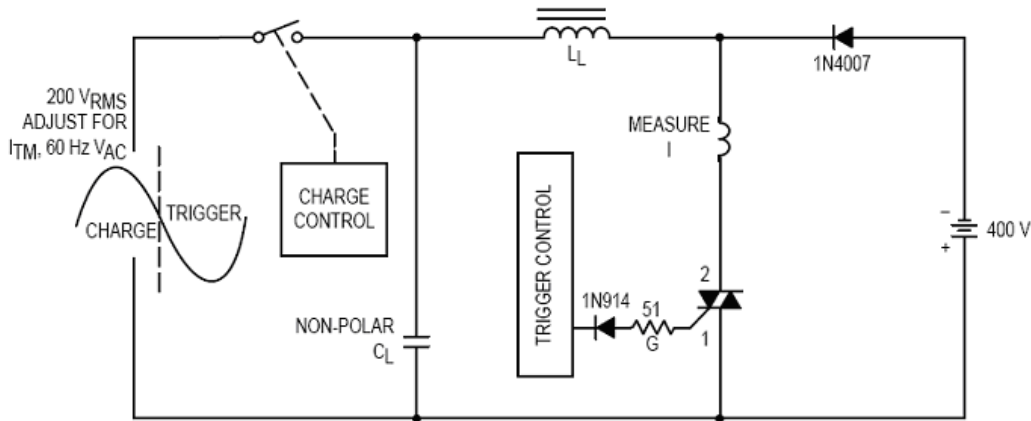 200 VRMS
ADJUST FOR
ITM, 60 Hz VAC
CHARGE
TRIGGER
CHARGE
CONTROL
NON-POLAR
CL
LL
MEASURE
I
TRIGGER CONTROL
1N914
51
G
2
1
1N4007
–
+
400 V